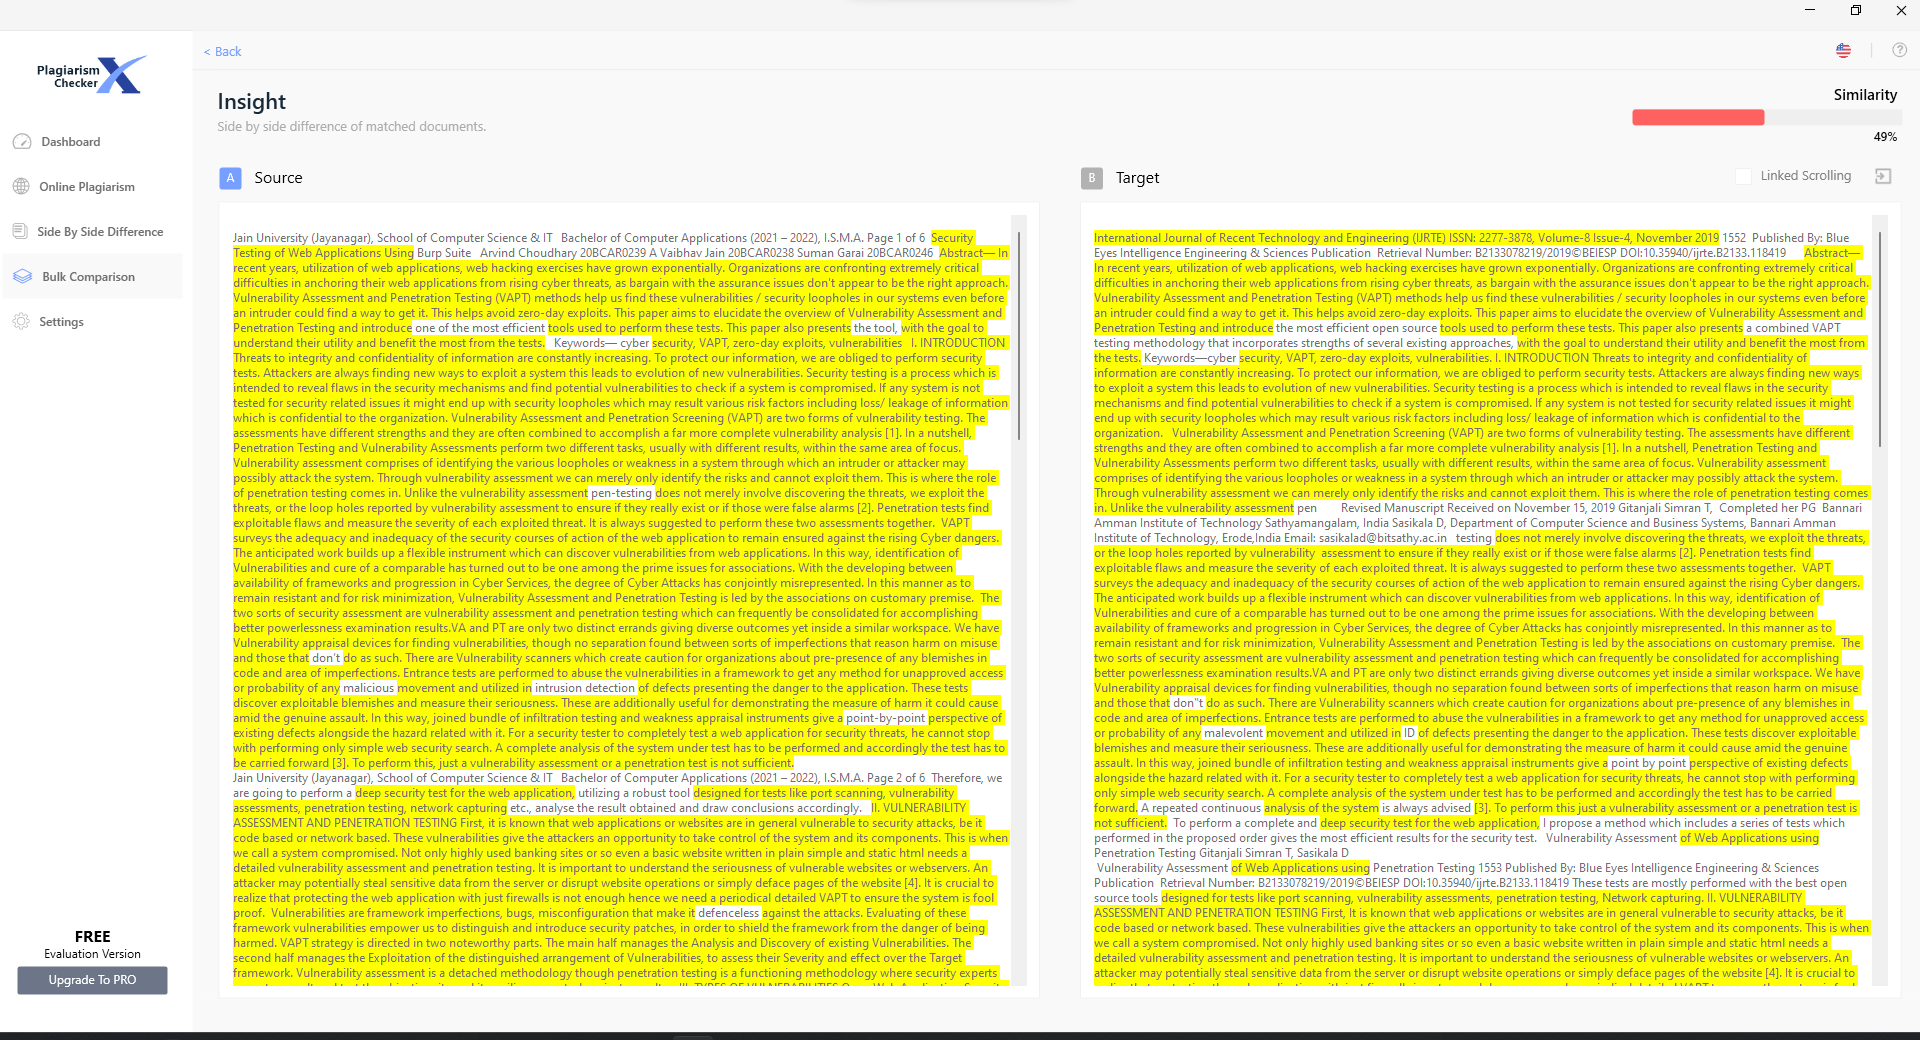 < Back
Plagiarism
Checker
Insight
Side by side difference of matched documents.
Similarity
49%
Dashboard
Online Plagiarism
Side By Side Difference
Bulk Comparison
Settings
FREE
Evaluation Version
Upgrade To PRO
A Source
Jain University (Jayanagar), School of Computer Science & IT Bachelor of Computer Applications (2021 – 2022), I.S.M.A. Page 1 of 6 Security
Testing of Web Applications Using Burp Suite Arvind Choudhary 20BCAR0239 A Vaibhav Jain 20BCAR0238 Suman Garai 20BCAR0246 Abstract— In
recent years, utilization of web applications, web hacking exercises have grown exponentially. Organizations are confronting extremely critical
difficulties in anchoring their web applications from rising cyber threats, as bargain with the assurance issues don't appear to be the right approach.
Vulnerability Assessment and Penetration Testing (VAPT) methods help us find these vulnerabilities / security loopholes in our systems even before
an intruder could find a way to get it. This helps avoid zero-day exploits. This paper aims to elucidate the overview of Vulnerability Assessment and
Penetration Testing and introduce one of the most efficient tools used to perform these tests. This paper also presents the tool, with the goal to
understand their utility and benefit the most from the tests. Keywords— cyber security, VAPT, zero-day exploits, vulnerabilities I. INTRODUCTION
Threats to integrity and confidentiality of information are constantly increasing. To protect our information, we are obliged to perform security
tests. Attackers are always finding new ways to exploit a system this leads to evolution of new vulnerabilities. Security testing is a process which is
intended to reveal flaws in the security mechanisms and find potential vulnerabilities to check if a system is compromised. If any system is not
tested for security related issues it might end up with security loopholes which may result various risk factors including loss/ leakage of information
which is confidential to the organization. Vulnerability Assessment and Penetration Screening (VAPT) are two forms of vulnerability testing. The
assessments have different strengths and they are often combined to accomplish a far more complete vulnerability analysis [1]. In a nutshell,
Penetration Testing and Vulnerability Assessments perform two different tasks, usually with different results, within the same area of focus.
Vulnerability assessment comprises of identifying the various loopholes or weakness in a system through which an intruder or attacker may
possibly attack the system. Through vulnerability assessment we can merely only identify the risks and cannot exploit them. This is where the role
of penetration testing comes in. Unlike the vulnerability assessment pen-testing does not merely involve discovering the threats, we exploit the
threats, or the loop holes reported by vulnerability assessment to ensure if they really exist or if those were false alarms [2]. Penetration tests find
exploitable flaws and measure the severity of each exploited threat. It is always suggested to perform these two assessments together. VAPT
surveys the adequacy and inadequacy of the security courses of action of the web application to remain ensured against the rising Cyber dangers.
The anticipated work builds up a flexible instrument which can discover vulnerabilities from web applications. In this way, identification of
Vulnerabilities and cure of a comparable has turned out to be one among the prime issues for associations. With the developing between
availability of frameworks and progression in Cyber Services, the degree of Cyber Attacks has conjointly misrepresented. In this manner as to
remain resistant and for risk minimization, Vulnerability Assessment and Penetration Testing is led by the associations on customary premise. The
two sorts of security assessment are vulnerability assessment and penetration testing which can frequently be consolidated for accomplishing
better powerlessness examination results.VA and PT are only two distinct errands giving diverse outcomes yet inside a similar workspace. We have
Vulnerability appraisal devices for finding vulnerabilities, though no separation found between sorts of imperfections that reason harm on misuse
and those that don't do as such. There are Vulnerability scanners which create caution for organizations about pre-presence of any blemishes in
code and area of imperfections. Entrance tests are performed to abuse the vulnerabilities in a framework to get any method for unapproved access
or probability of any malicious movement and utilized in intrusion detection of defects presenting the danger to the application. These tests
discover exploitable blemishes and measure their seriousness. These are additionally useful for demonstrating the measure of harm it could cause
amid the genuine assault. In this way, joined bundle of infiltration testing and weakness appraisal instruments give a point-by-point perspective of
existing defects alongside the hazard related with it. For a security tester to completely test a web application for security threats, he cannot stop
with performing only simple web security search. A complete analysis of the system under test has to be performed and accordingly the test has to
be carried forward [3]. To perform this, just a vulnerability assessment or a penetration test is not sufficient.
Jain University (Jayanagar), School of Computer Science & IT Bachelor of Computer Applications (2021 – 2022), I.S.M.A. Page 2 of 6 Therefore, we
are going to perform a deep security test for the web application, utilizing a robust tool designed for tests like port scanning, vulnerability
assessments, penetration testing, network capturing etc., analyse the result obtained and draw conclusions accordingly. II. VULNERABILITY
ASSESSMENT AND PENETRATION TESTING First, it is known that web applications or websites are in general vulnerable to security attacks, be it
code based or network based. These vulnerabilities give the attackers an opportunity to take control of the system and its components. This is when
we call a system compromised. Not only highly used banking sites or so even a basic website written in plain simple and static html needs a
detailed vulnerability assessment and penetration testing. It is important to understand the seriousness of vulnerable websites or webservers. An
attacker may potentially steal sensitive data from the server or disrupt website operations or simply deface pages of the website [4]. It is crucial to
realize that protecting the web application with just firewalls is not enough hence we need a periodical detailed VAPT to ensure the system is fool
proof. Vulnerabilities are framework imperfections, bugs, misconfiguration that make it defenceless against the attacks. Evaluating of these
framework vulnerabilities empower us to distinguish and introduce security patches, in order to shield the framework from the danger of being
harmed. VAPT strategy is directed in two noteworthy parts. The main half manages the Analysis and Discovery of existing Vulnerabilities. The
second half manages the Exploitation of the distinguished arrangement of Vulnerabilities, to assess their Severity and effect over the Target
framework. Vulnerability assessment is a detached methodology though penetration testing is a functioning methodology where security experts
B Target
Linked Scrolling
International Journal of Recent Technology and Engineering (IJRTE) ISSN: 2277-3878, Volume-8 Issue-4, November 2019 1552 Published By: Blue
Eyes Intelligence Engineering & Sciences Publication Retrieval Number: B2133078219/2019©BEIESP DOI:10.35940/ijrte.B2133.118419 Abstract—
In recent years, utilization of web applications, web hacking exercises have grown exponentially. Organizations are confronting extremely critical
difficulties in anchoring their web applications from rising cyber threats, as bargain with the assurance issues don't appear to be the right approach.
Vulnerability Assessment and Penetration Testing (VAPT) methods help us find these vulnerabilities / security loopholes in our systems even before
an intruder could find a way to get it. This helps avoid zero-day exploits. This paper aims to elucidate the overview of Vulnerability Assessment and
Penetration Testing and introduce the most efficient open source tools used to perform these tests. This paper also presents a combined VAPT
testing methodology that incorporates strengths of several existing approaches, with the goal to understand their utility and benefit the most from
the tests. Keywords—cyber security, VAPT, zero-day exploits, vulnerabilities. I. INTRODUCTION Threats to integrity and confidentiality of
information are constantly increasing. To protect our information, we are obliged to perform security tests. Attackers are always finding new ways
to exploit a system this leads to evolution of new vulnerabilities. Security testing is a process which is intended to reveal flaws in the security
mechanisms and find potential vulnerabilities to check if a system is compromised. If any system is not tested for security related issues it might
end up with security loopholes which may result various risk factors including loss/ leakage of information which is confidential to the
organization. Vulnerability Assessment and Penetration Screening (VAPT) are two forms of vulnerability testing. The assessments have different
strengths and they are often combined to accomplish a far more complete vulnerability analysis [1]. In a nutshell, Penetration Testing and
Vulnerability Assessments perform two different tasks, usually with different results, within the same area of focus. Vulnerability assessment
comprises of identifying the various loopholes or weakness in a system through which an intruder or attacker may possibly attack the system.
Through vulnerability assessment we can merely only identify the risks and cannot exploit them. This is where the role of penetration testing comes
in. Unlike the vulnerability assessment pen Revised Manuscript Received on November 15, 2019 Gitanjali Simran T, Completed her PG Bannari
Amman Institute of Technology Sathyamangalam, India Sasikala D, Department of Computer Science and Business Systems, Bannari Amman
Institute of Technology, Erode,India Email: sasikalad@bitsathy.ac.in testing does not merely involve discovering the threats, we exploit the threats,
or the loop holes reported by vulnerability assessment to ensure if they really exist or if those were false alarms [2]. Penetration tests find
exploitable flaws and measure the severity of each exploited threat. It is always suggested to perform these two assessments together. VAPT
surveys the adequacy and inadequacy of the security courses of action of the web application to remain ensured against the rising Cyber dangers.
The anticipated work builds up a flexible instrument which can discover vulnerabilities from web applications. In this way, identification of
Vulnerabilities and cure of a comparable has turned out to be one among the prime issues for associations. With the developing between
availability of frameworks and progression in Cyber Services, the degree of Cyber Attacks has conjointly misrepresented. In this manner as to
remain resistant and for risk minimization, Vulnerability Assessment and Penetration Testing is led by the associations on customary premise. The
two sorts of security assessment are vulnerability assessment and penetration testing which can frequently be consolidated for accomplishing
better powerlessness examination results.VA and PT are only two distinct errands giving diverse outcomes yet inside a similar workspace. We have
Vulnerability appraisal devices for finding vulnerabilities, though no separation found between sorts of imperfections that reason harm on misuse
and those that don"t do as such. There are Vulnerability scanners which create caution for organizations about pre-presence of any blemishes in
code and area of imperfections. Entrance tests are performed to abuse the vulnerabilities in a framework to get any method for unapproved access
or probability of any malevolent movement and utilized in ID of defects presenting the danger to the application. These tests discover exploitable
blemishes and measure their seriousness. These are additionally useful for demonstrating the measure of harm it could cause amid the genuine
assault. In this way, joined bundle of infiltration testing and weakness appraisal instruments give a point by point perspective of existing defects
alongside the hazard related with it. For a security tester to completely test a web application for security threats, he cannot stop with performing
only simple web security search. A complete analysis of the system under test has to be performed and accordingly the test has to be carried
forward. A repeated continuous analysis of the system is always advised [3]. To perform this just a vulnerability assessment or a penetration test is
not sufficient. To perform a complete and deep security test for the web application, I propose a method which includes a series of tests which
performed in the proposed order gives the most efficient results for the security test. Vulnerability Assessment of Web Applications using
Penetration Testing Gitanjali Simran T, Sasikala D
Vulnerability Assessment of Web Applications using Penetration Testing 1553 Published By: Blue Eyes Intelligence Engineering & Sciences
Publication Retrieval Number: B2133078219/2019©BEIESP DOI:10.35940/ijrte.B2133.118419 These tests are mostly performed with the best open
source tools designed for tests like port scanning, vulnerability assessments, penetration testing, Network capturing. II. VULNERABILITY
ASSESSMENT AND PENETRATION TESTING First, It is known that web applications or websites are in general vulnerable to security attacks, be it
code based or network based. These vulnerabilities give the attackers an opportunity to take control of the system and its components. This is when
we call a system compromised. Not only highly used banking sites or so even a basic website written in plain simple and static html needs a
detailed vulnerability assessment and penetration testing. It is important to understand the seriousness of vulnerable websites or webservers. An
attacker may potentially steal sensitive data from the server or disrupt website operations or simply deface pages of the website [4]. It is crucial to